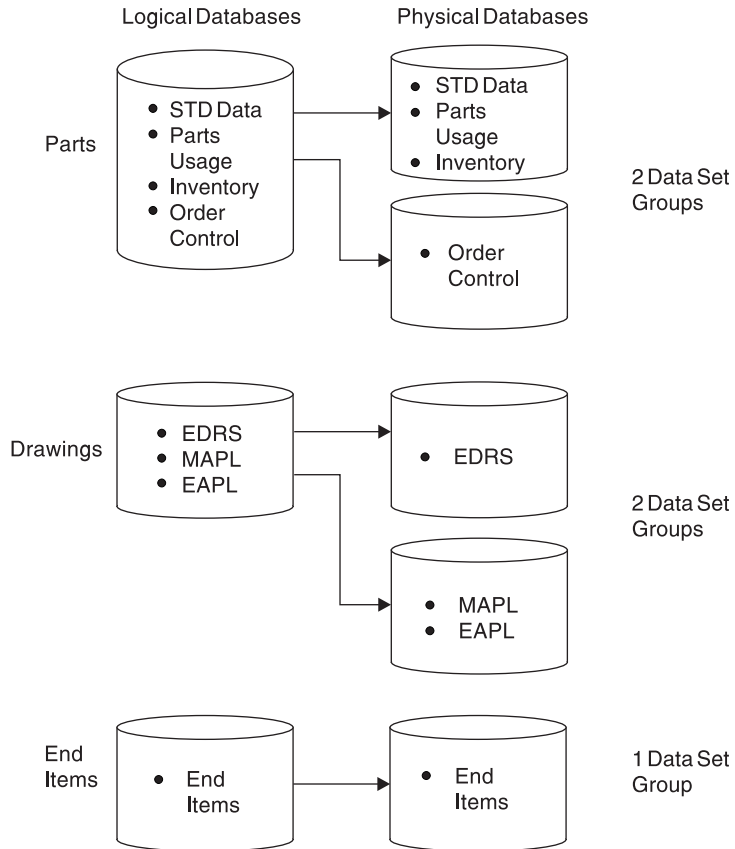 Logical Databases
Physical Databases
Parts
• STD Data
• Parts
Usage
• Inventory
• Order
Control
• STD Data
• Parts
Usage
• Inventory
• Order
Control
2 Data Set
Groups
Drawings
• EDRS
• MAPL
• EAPL
• EDRS
• MAPL
• EAPL
2 Data Set
Groups
End
Items
• End
Items
• End
Items
1 Data Set
Group